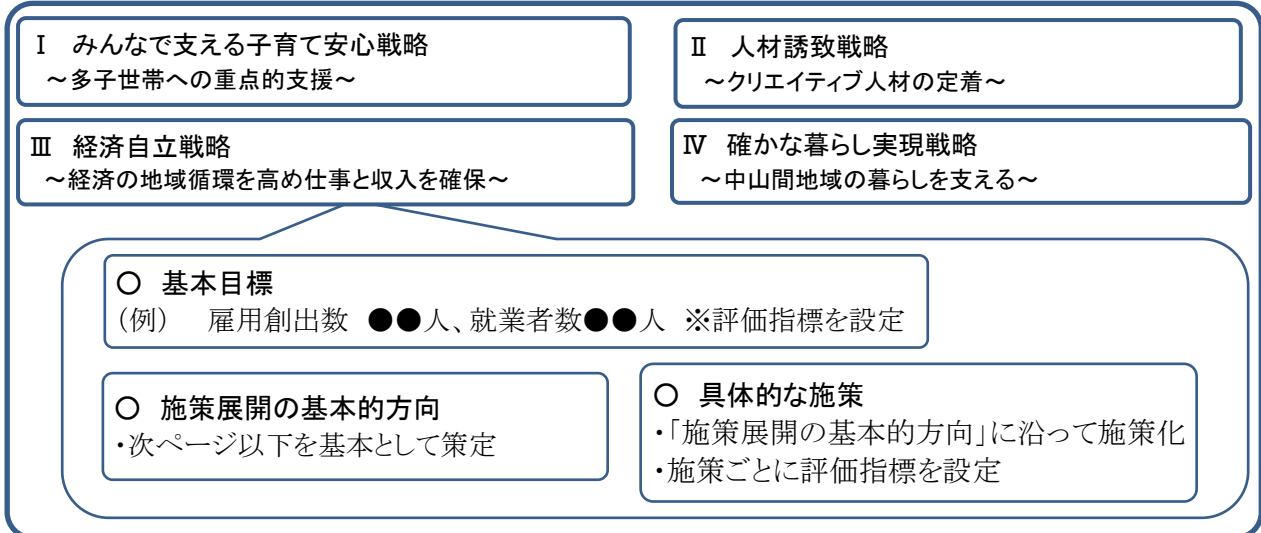 Ⅰ　みんなで支える子育て安心戦略
～多子世帯への重点的支援～
Ⅱ　人材誘致戦略
～クリエイティブ人材の定着～
Ⅲ　経済自立戦略
～経済の地域循環を高め仕事と収入を確保～
Ⅳ　確かな暮らし実現戦略
～中山間地域の暮らしを支える～
○　基本目標
（例）　雇用創出数　●●人、就業者数●●人　※評価指標を設定
○　施策展開の基本的方向
・次ページ以下を基本として策定
○　具体的な施策
・「施策展開の基本的方向」に沿って施策化
・施策ごとに評価指標を設定